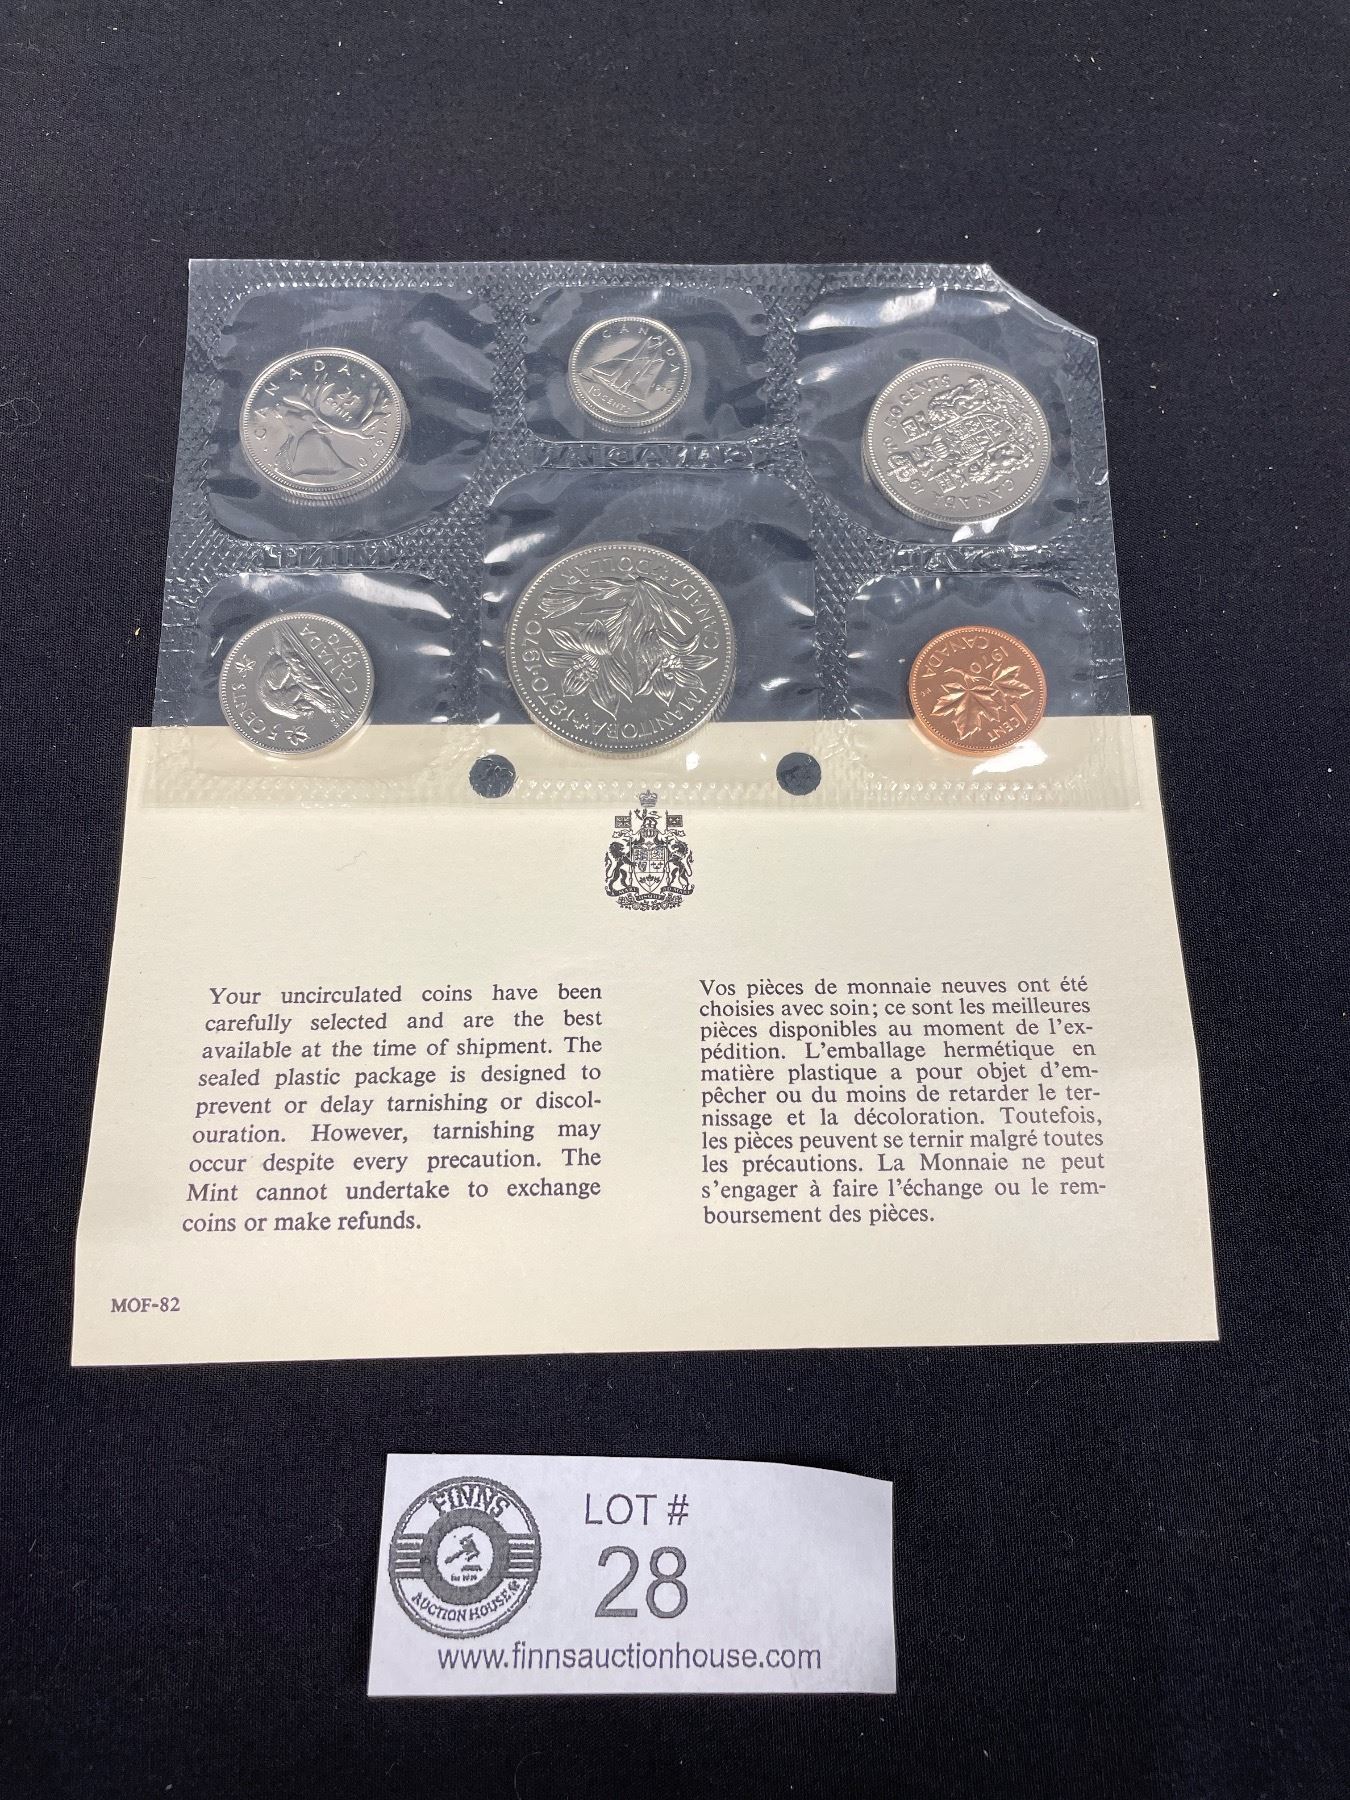 CANADA · 25 CENTS · 1970
CANADA
10 CENTS
50 CENTS
CANADA
CANADA
MINT
ROYAL
5 CENTS
CANADA
1970
MANITOBA 1870·1970
CANADA DOLLAR
1 CENT
CANADA
1970
Your uncirculated coins have been
carefully selected and are the best
available at the time of shipment. The
sealed plastic package is designed to
prevent or delay tarnishing or discol-
ouration. However, tarnishing may
occur despite every precaution. The
Mint cannot undertake to exchange
coins or make refunds.
Vos pièces de monnaie neuves ont été
choisies avec soin; ce sont les meilleures
pièces disponibles au moment de l'ex-
pédition. L'emballage hermétique en
matière plastique a pour objet d'em-
pêcher ou du moins de retarder le ter-
nissage et la décoloration. Toutefois,
les pièces peuvent se ternir malgré toutes
les précautions. La Monnaie ne peut
s'engager à faire l'échange ou le rem-
boursement des pièces.
MOF-82
FINNS
AUCTION HOUSE
LOT #
28
www.finnsauctionhouse.com